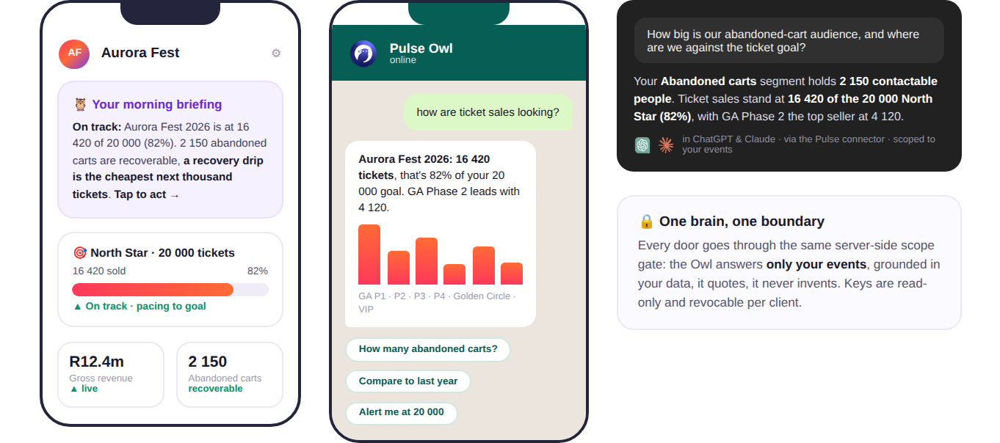 AF
Aurora Fest
🦉 Your morning briefing
On track: Aurora Fest 2026 is at 16
420 of 20 000 (82%). 2 150 abandoned
carts are recoverable, a recovery drip
is the cheapest next thousand
tickets. Tap to act →
🎯 North Star · 20 000 tickets
16 420 sold
82%
▲ On track · pacing to goal
R12.4m
Gross revenue
▲ live
2 150
Abandoned carts
recoverable
Pulse Owl
online
how are ticket sales looking?
Aurora Fest 2026: 16 420
tickets, that's 82% of your 20
000 goal. GA Phase 2 leads with
4 120.
GA P1 · P2 · P3 · P4 · Golden Circle ·
VIP
How many abandoned carts?
Compare to last year
Alert me at 20 000
How big is our abandoned-cart audience, and where
are we against the ticket goal?
Your Abandoned carts segment holds 2 150 contactable
people. Ticket sales stand at 16 420 of the 20 000 North
Star (82%), with GA Phase 2 the top seller at 4 120.
in ChatGPT & Claude · via the Pulse connector · scoped to
your events
🔒 One brain, one boundary
Every door goes through the same server-side scope
gate: the Owl answers only your events, grounded in
your data, it quotes, it never invents. Keys are read-
only and revocable per client.